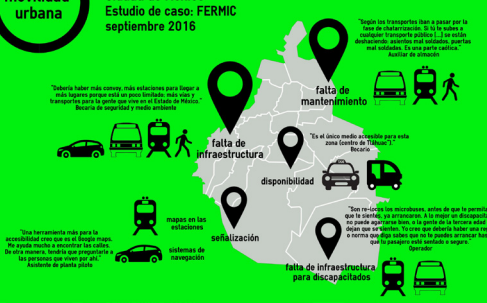 movilidad
urbana
Estudio de caso: FERMIC
septiembre 2016
"Según los transportes iban a pasar por la
fase de chatarrización. Si tú te subes a
cualquier transporte público [...] se están
deshaciendo: asientos mal soldados, puertas
mal soldadas. Es una parte caótica."
Auxiliar de almacén
falta de
mantenimiento
"Debería haber más convoy, más estaciones para llegar a
más lugares porque está un poco limitado; más vías y
transportes para la gente que vive en el Estado de México."
Becaria de seguridad y medio ambiente
falta de
infraestructura
"Es el único medio accesible para esta
zona (centro de Tláhuac)."
Becario
disponibilidad
"Una herramienta más para la
accesibilidad creo que es el Google maps.
Me ayuda mucho a encontrar las calles.
De otra manera, tendría que preguntarle a
las personas que viven por ahí."
Asistente de planta piloto
mapas en las
estaciones
sistemas de
navegación
señalización
"Son re-locos los microbuses, antes de que te permita
que te sientes, ya arrancaron. A lo mejor un discapacita
no puede agarrarse bien, a la gente de la tercera edad
dejan que se sienten. Yo creo que debería haber una re
o norma que diga sabes que no te puedes arrancar has
que tu pasajero esté sentado o seguro."
Operador
falta de infraestructura
para discapacitados